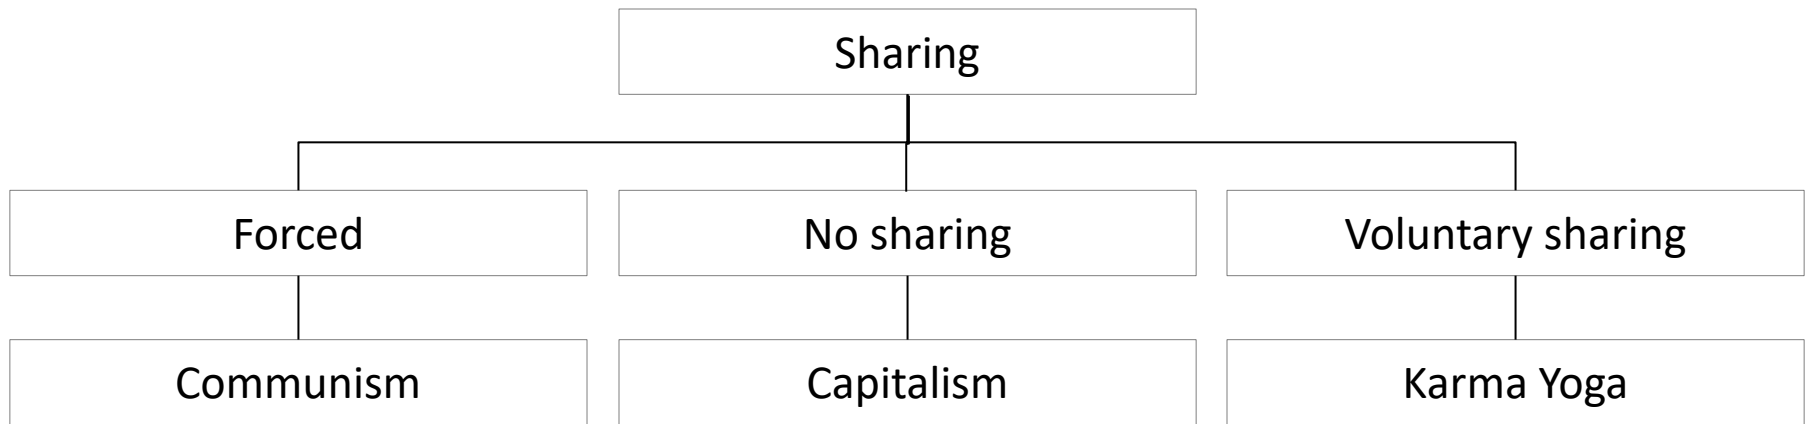 Sharing
Forced
No sharing
Voluntary sharing
Communism
Capitalism
Karma Yoga